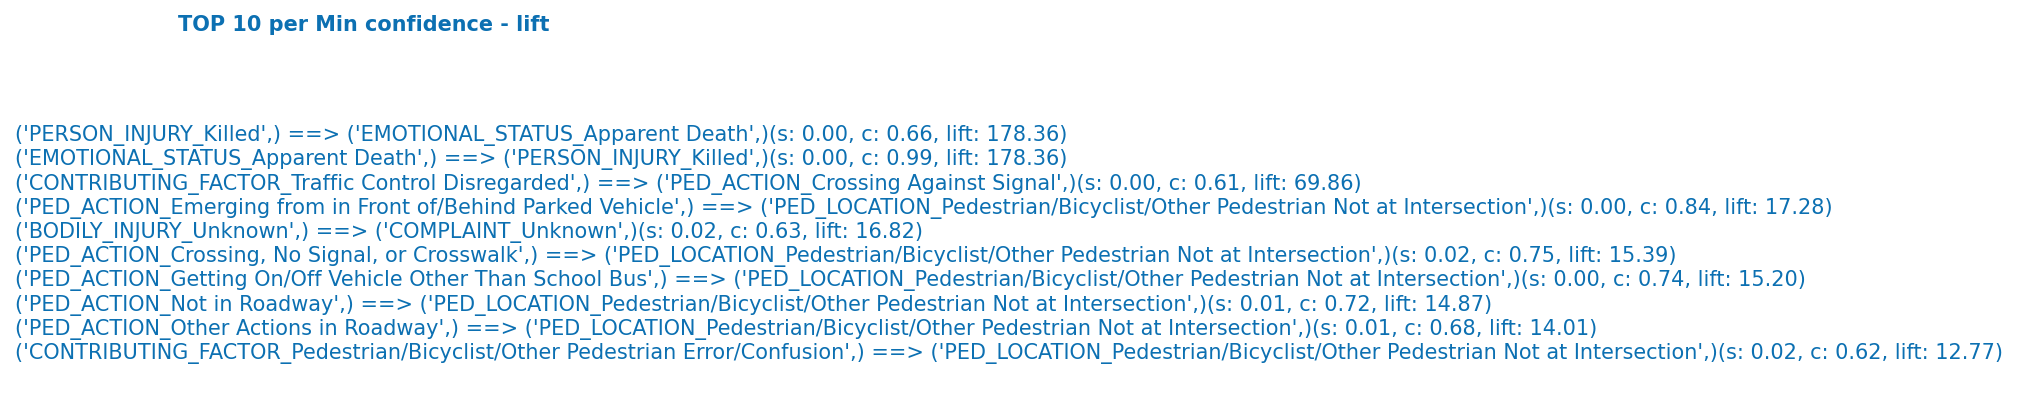 TOP 10 per Min confidence - lift
('PERSON_INJURY_Killed',) ==> ('EMOTIONAL_STATUS_Apparent Death',)(s: 0.00, c: 0.66, lift: 178.36)
('EMOTIONAL_STATUS_Apparent Death',) ==> ('PERSON_INJURY_Killed',)(s: 0.00, c: 0.99, lift: 178.36)
('CONTRIBUTING_FACTOR_Traffic Control Disregarded',) ==> ('PED_ACTION_Crossing Against Signal',)(s: 0.00, c: 0.61, lift: 69.86)
('PED_ACTION_Emerging from in Front of/Behind Parked Vehicle',) ==> ('PED_LOCATION_Pedestrian/Bicyclist/Other Pedestrian Not at Intersection',)(s: 0.00, c: 0.84, lift: 17.28)
('BODILY_INJURY_Unknown',) ==> ('COMPLAINT_Unknown',)(s: 0.02, c: 0.63, lift: 16.82)
('PED_ACTION_Crossing, No Signal, or Crosswalk',) ==> ('PED_LOCATION_Pedestrian/Bicyclist/Other Pedestrian Not at Intersection',)(s: 0.02, c: 0.75, lift: 15.39)
('PED_ACTION_Getting On/Off Vehicle Other Than School Bus',) ==> ('PED_LOCATION_Pedestrian/Bicyclist/Other Pedestrian Not at Intersection',)(s: 0.00, c: 0.74, lift: 15.20)
('PED_ACTION_Not in Roadway',) ==> ('PED_LOCATION_Pedestrian/Bicyclist/Other Pedestrian Not at Intersection',)(s: 0.01, c: 0.72, lift: 14.87)
('PED_ACTION_Other Actions in Roadway',) ==> ('PED_LOCATION_Pedestrian/Bicyclist/Other Pedestrian Not at Intersection',)(s: 0.01, c: 0.68, lift: 14.01)
('CONTRIBUTING_FACTOR_Pedestrian/Bicyclist/Other Pedestrian Error/Confusion',) ==> ('PED_LOCATION_Pedestrian/Bicyclist/Other Pedestrian Not at Intersection',)(s: 0.02, c: 0.62, lift: 12.77)